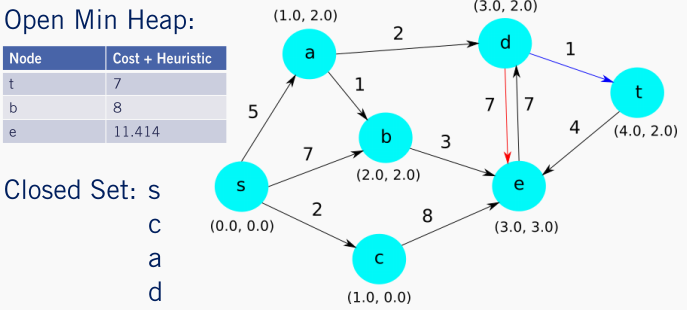 Open Min Heap:
Node Cost + Heuristic
t 7
b 8
e 11.414
Closed Set: s
c
a
d
(1.0, 2.0)
a
(3.0, 2.0)
d
2
1
t
(4.0, 2.0)
5
1
7
7
4
b
(2.0, 2.0)
7
3
s
(0.0, 0.0)
e
(3.0, 3.0)
2
8
c
(1.0, 0.0)